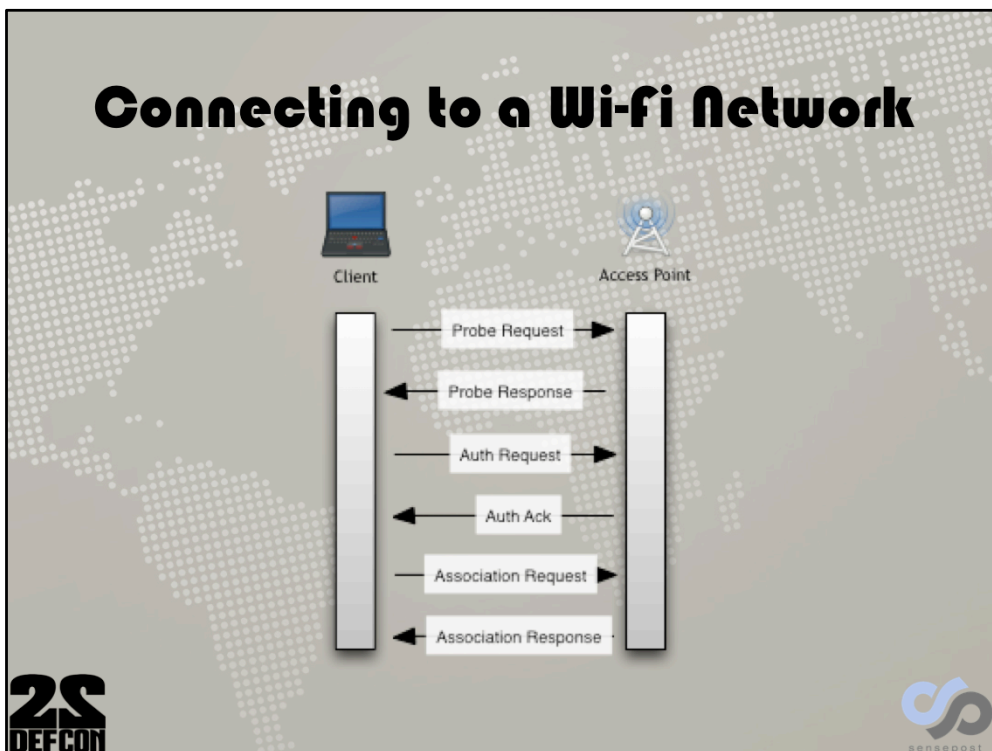 Connecting to a Wi-Fi Network
Client
Access Point
Probe Request
Probe Response
Auth Request
Auth Ack
Association Request
Association Response
DEFCON
sensepost